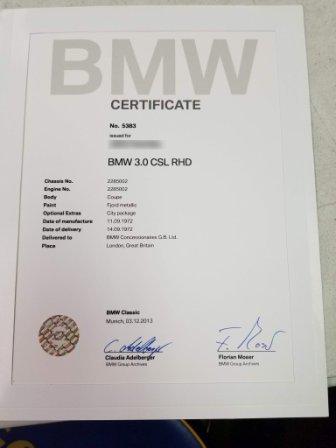 BMW
CERTIFICATE
No. 5383
issued for
BMW 3.0 CSL RHD
Chassis No. 2285002
Engine No. 2285002
Body Coupe
Paint Fjord metallic
Optional Extras City package
Date of manufacture 11.09.1972
Date of delivery 14.09.1972
Delivered to BMW Concessionaires G.B. Ltd.
Place London, Great Britain
BMW Classic
Munich, 03.12.2013
Claudia Adelberger Florian Moser
BMW Group Archives BMW Group Archives